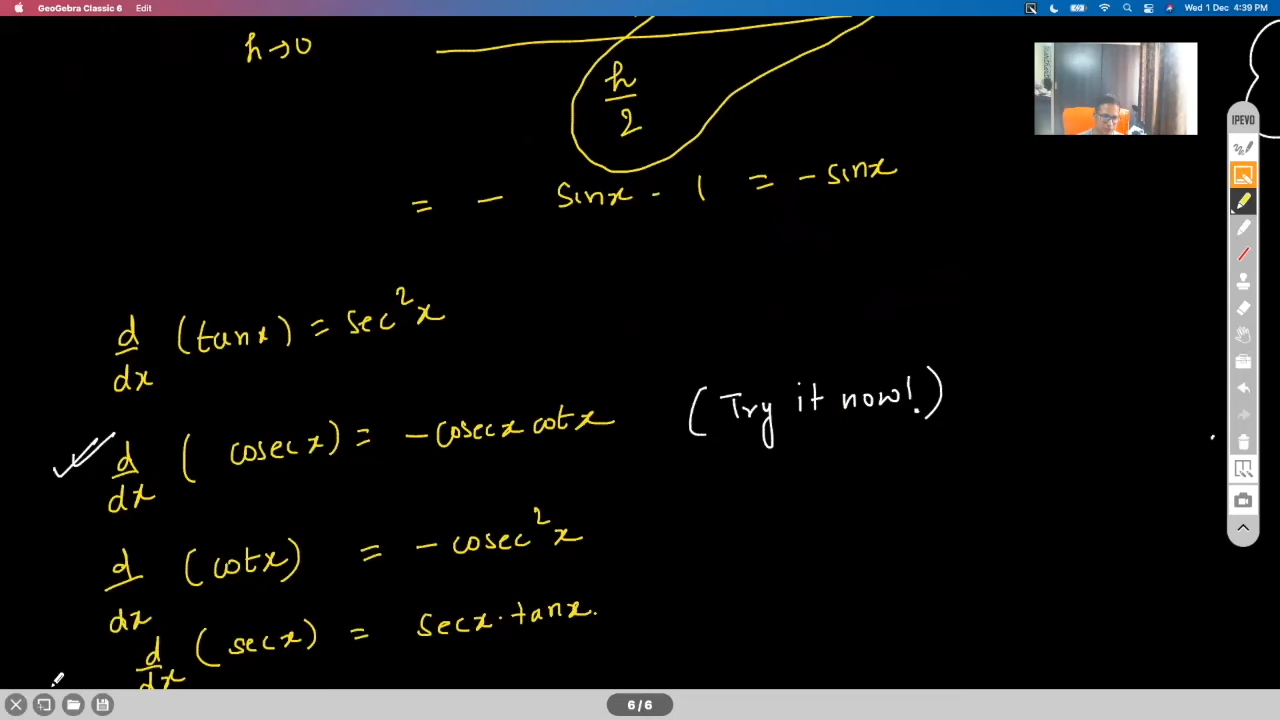 GeoGebra Classic 6 Edit
Wed 1 Dec 4:39 PM
h→0
h/2
IPEVO
= - sinx - 1 = - sinx
d/dx (tanx) = sec²x
(Try it now!)
d/dx (cosecx) = -cosecx cotx
d/dx (cotx) = - cosec²x
d/dx (secx) = secx·tanx.
6 / 6